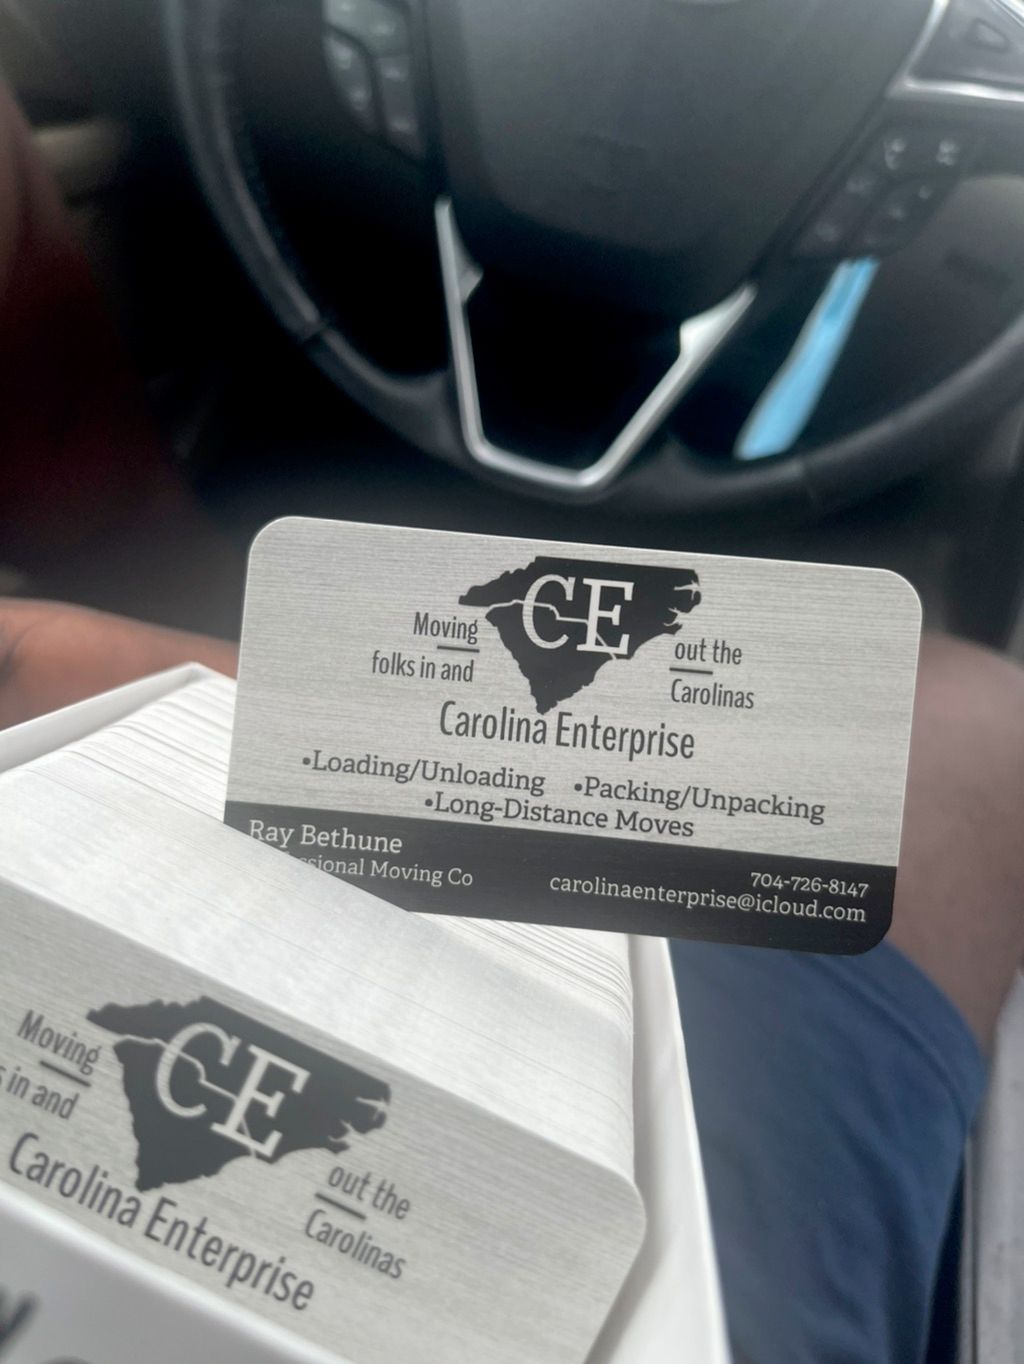 CE
Moving
folks in and
out the
Carolinas
Carolina Enterprise
•Loading/Unloading •Packing/Unpacking
•Long-Distance Moves
Ray Bethune
Moving Co
704-726-8147
carolinaenterprise@icloud.com
CE
Moving
in and
out the
Carolinas
Carolina Enterprise